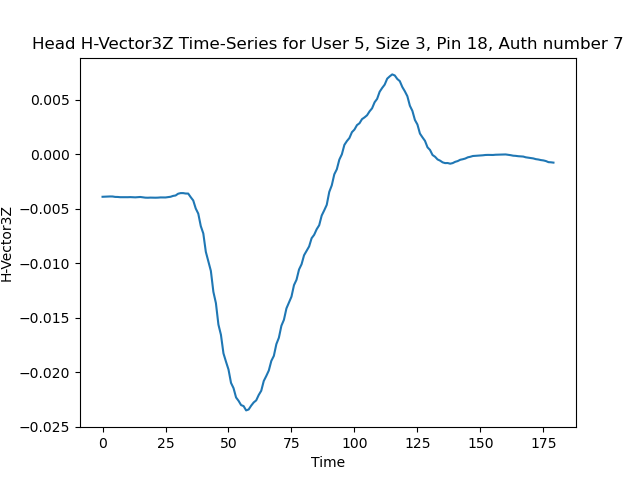 Head H-Vector3Z Time-Series for User 5, Size 3, Pin 18, Auth number 7
0.005
0.000
−0.005
−0.010
−0.015
−0.020
−0.025
H-Vector3Z
0 25 50 75 100 125 150 175
Time